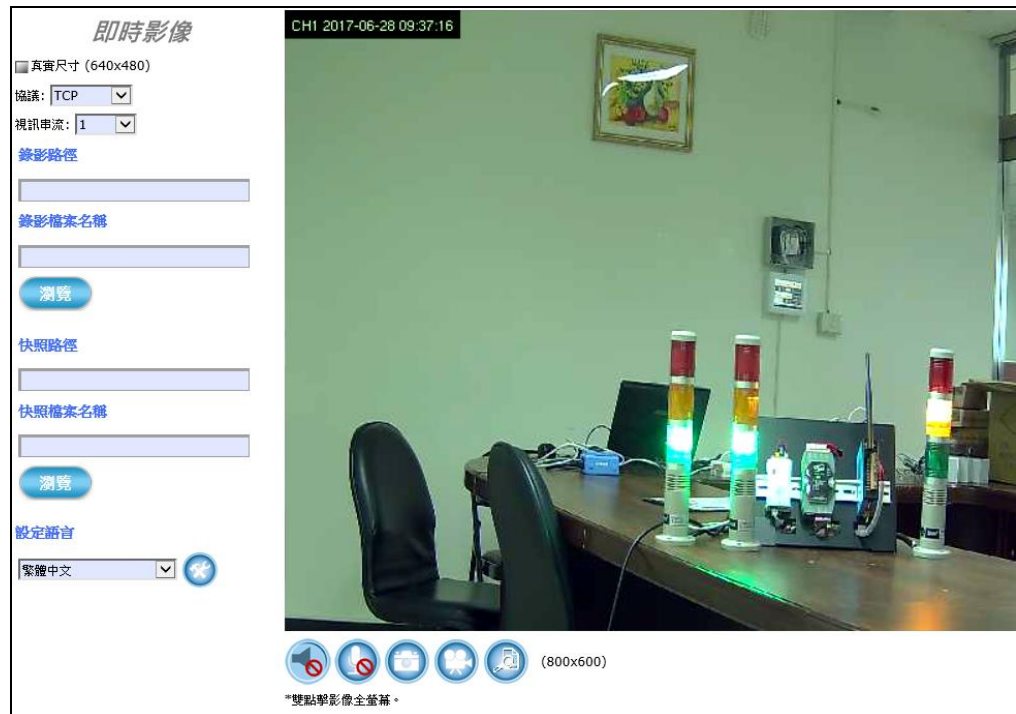 即時影像
真實尺寸 (640x480)
協議: TCP
視訊串流: 1
錄影路徑
錄影檔案名稱
瀏覽
快照路徑
快照檔案名稱
瀏覽
設定語言
繁體中文
CH1 2017-06-28 09:37:16
(800x600)
*雙點擊影像全螢幕。